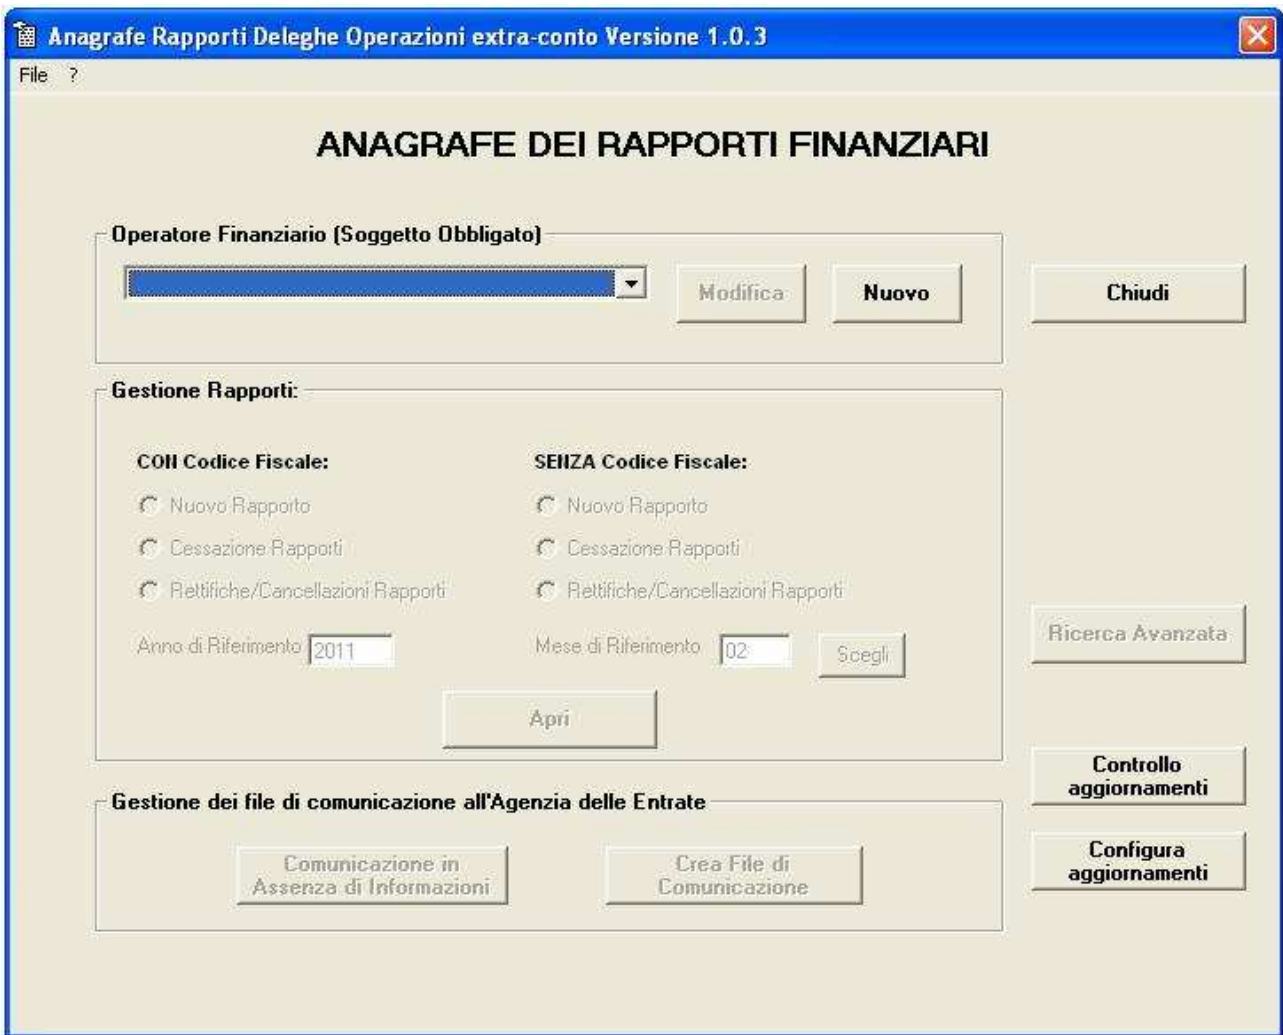 Anagrafe Rapporti Deleghe Operazioni extra-conto Versione 1.0.3
File ?
ANAGRAFE DEI RAPPORTI FINANZIARI
Operatore Finanziario (Soggetto Obbligato)
Modifica
Nuovo
Chiudi
Gestione Rapporti:
CON Codice Fiscale:
SENZA Codice Fiscale:
Nuovo Rapporto
Nuovo Rapporto
Cessazione Rapporti
Cessazione Rapporti
Rettifiche/Cancellazioni Rapporti
Rettifiche/Cancellazioni Rapporti
Anno di Riferimento 2011
Mese di Riferimento 02
Scegli
Ricerca Avanzata
Apri
Controllo
aggiornamenti
Gestione dei file di comunicazione all'Agenzia delle Entrate
Comunicazione in
Assenza di Informazioni
Crea File di
Comunicazione
Configura
aggiornamenti